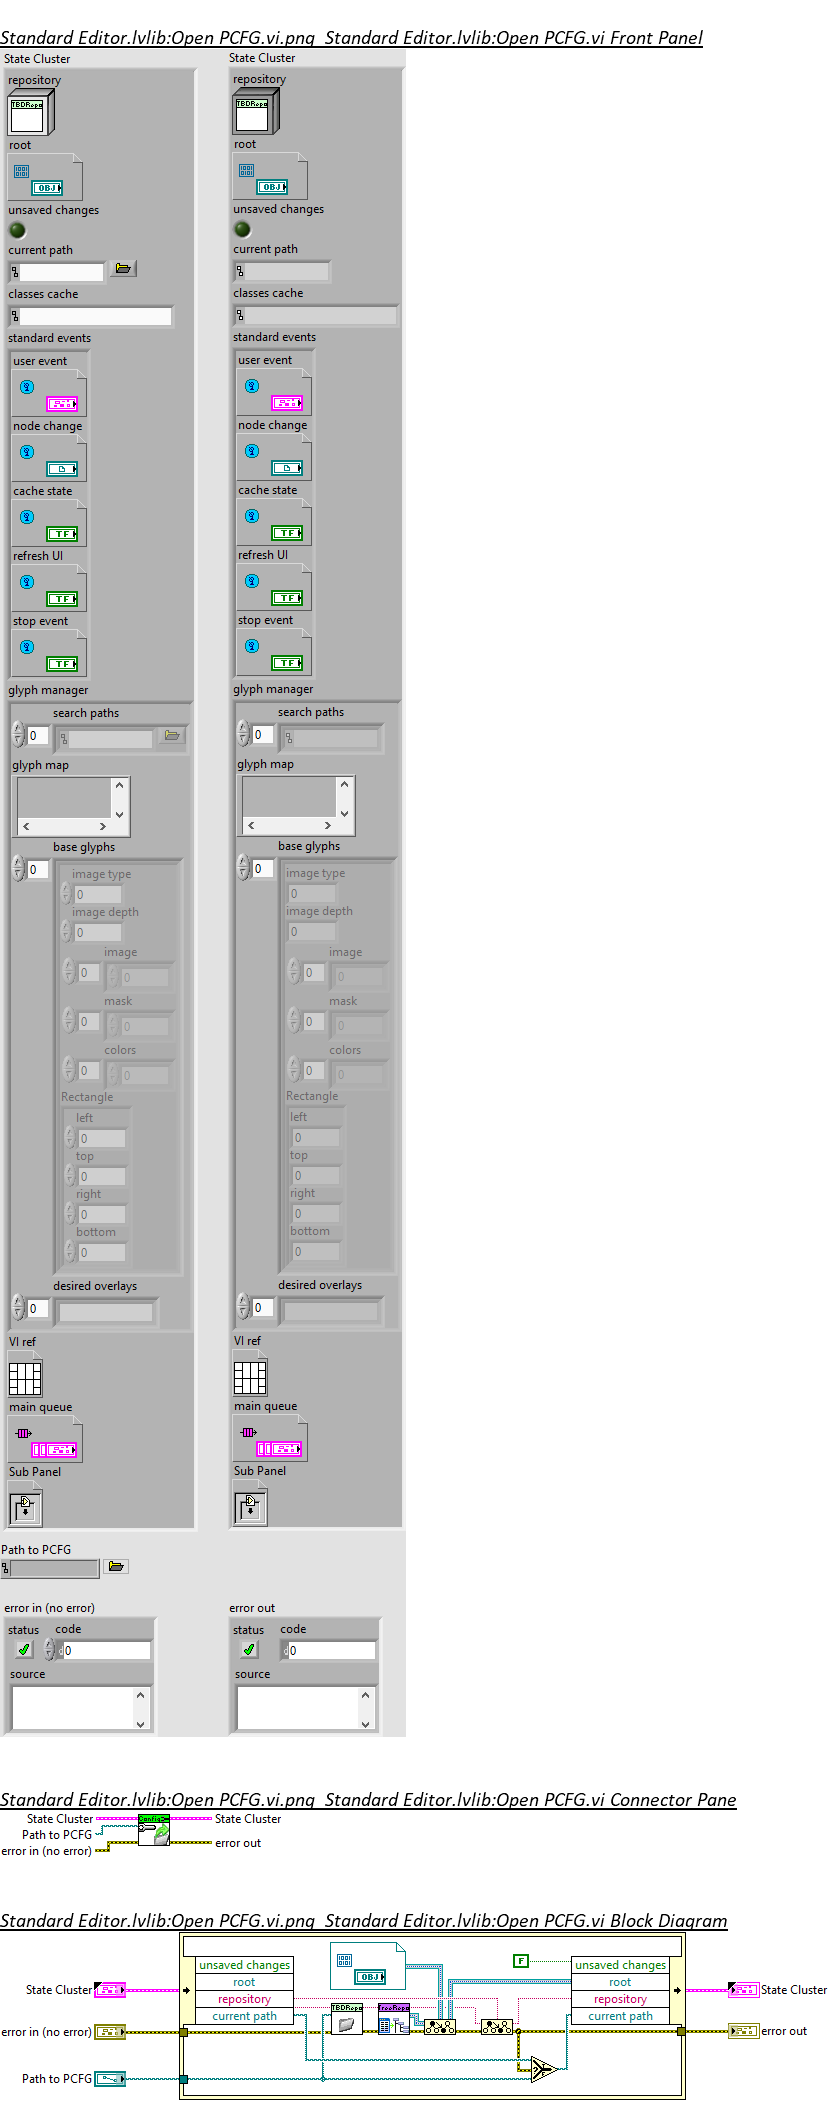 Standard Editor.lvlib:Open PCFG.vi.png  Standard Editor.lvlib:Open PCFG.vi Front Panel
State Cluster State Cluster
repository repository
TBDRepo TBDRepo
root root
OBJ OBJ
unsaved changes unsaved changes
current path current path
classes cache classes cache
standard events standard events
user event user event
node change node change
cache state cache state
TF TF
refresh UI refresh UI
TF TF
stop event stop event
TF TF
glyph manager glyph manager
search paths search paths
0 0
glyph map glyph map
base glyphs base glyphs
0 0
image type image type
0 0
image depth image depth
0 0
image image
0 0 0 0
mask mask
0 0 0 0
colors colors
0 0 0 0
Rectangle Rectangle
left left
0 0
top top
0 0
right right
0 0
bottom bottom
0 0
desired overlays desired overlays
0 0
VI ref VI ref
main queue main queue
Sub Panel Sub Panel
Path to PCFG
error in (no error) error out
status code status code
0 0
source source
Standard Editor.lvlib:Open PCFG.vi.png  Standard Editor.lvlib:Open PCFG.vi Connector Pane
State Cluster State Cluster
Path to PCFG
error in (no error) error out
Standard Editor.lvlib:Open PCFG.vi.png  Standard Editor.lvlib:Open PCFG.vi Block Diagram
unsaved changes F unsaved changes
root OBJ root
State Cluster State Cluster
repository repository
current path TBDRepo TreeRepo current path
error in (no error) error out
Path to PCFG